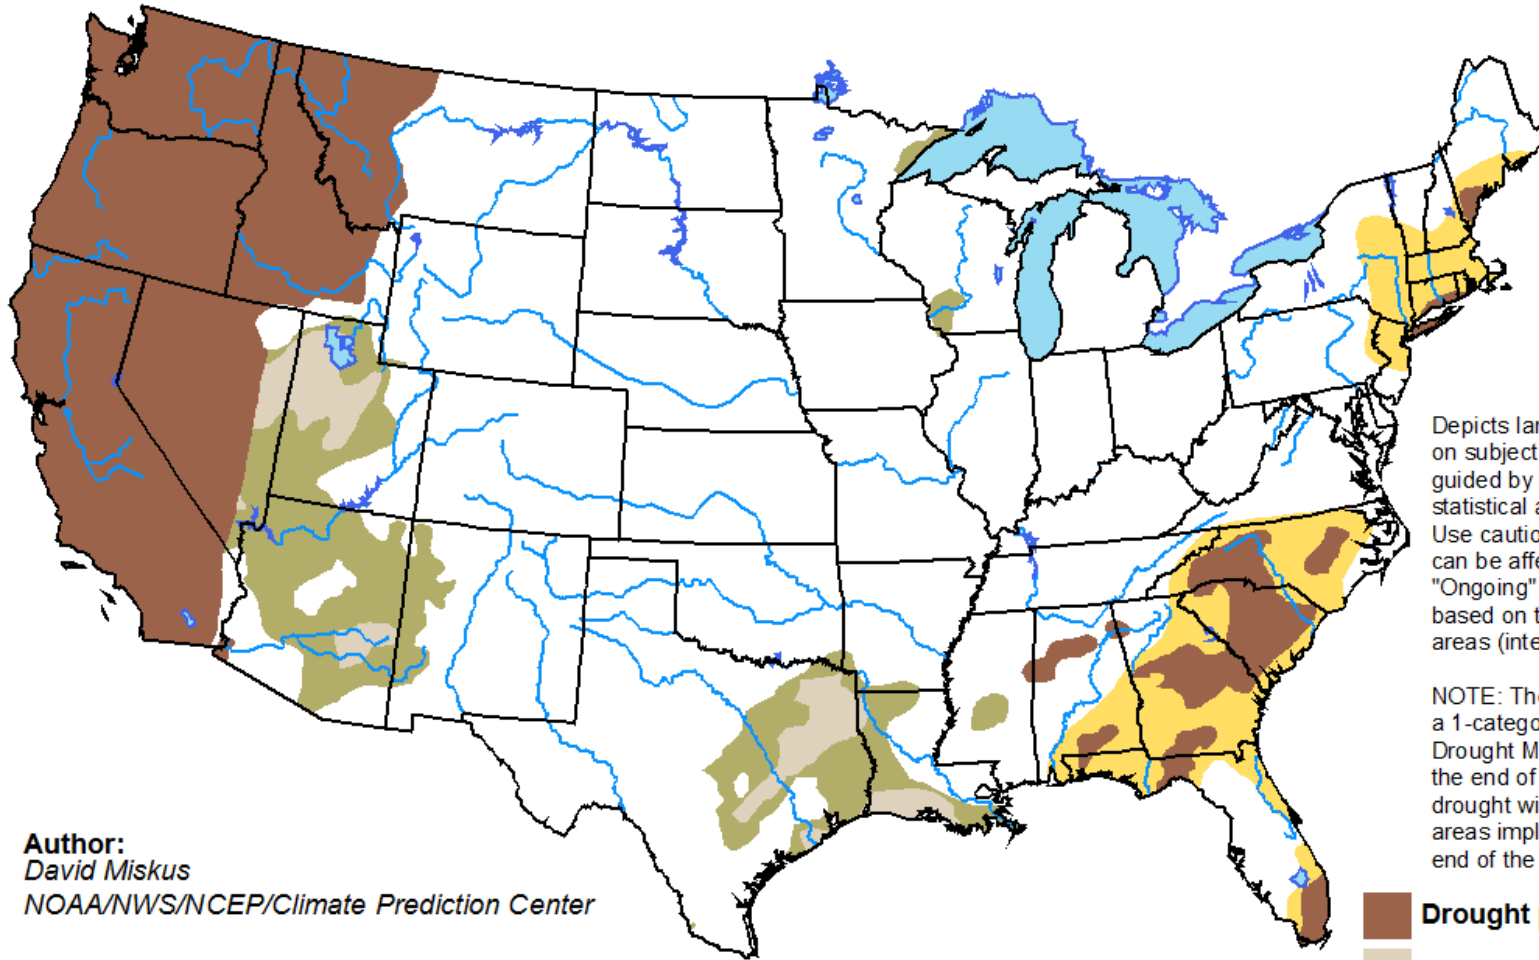 Depicts lar
on subject
guided by
statistical a
Use cautio
can be affe
"Ongoing"
based on t
areas (inte
NOTE: The
a 1-catego
Drought M
the end of
drought wi
areas impl
end of the
Author:
David Miskus
NOAA/NWS/NCEP/Climate Prediction Center
Drought